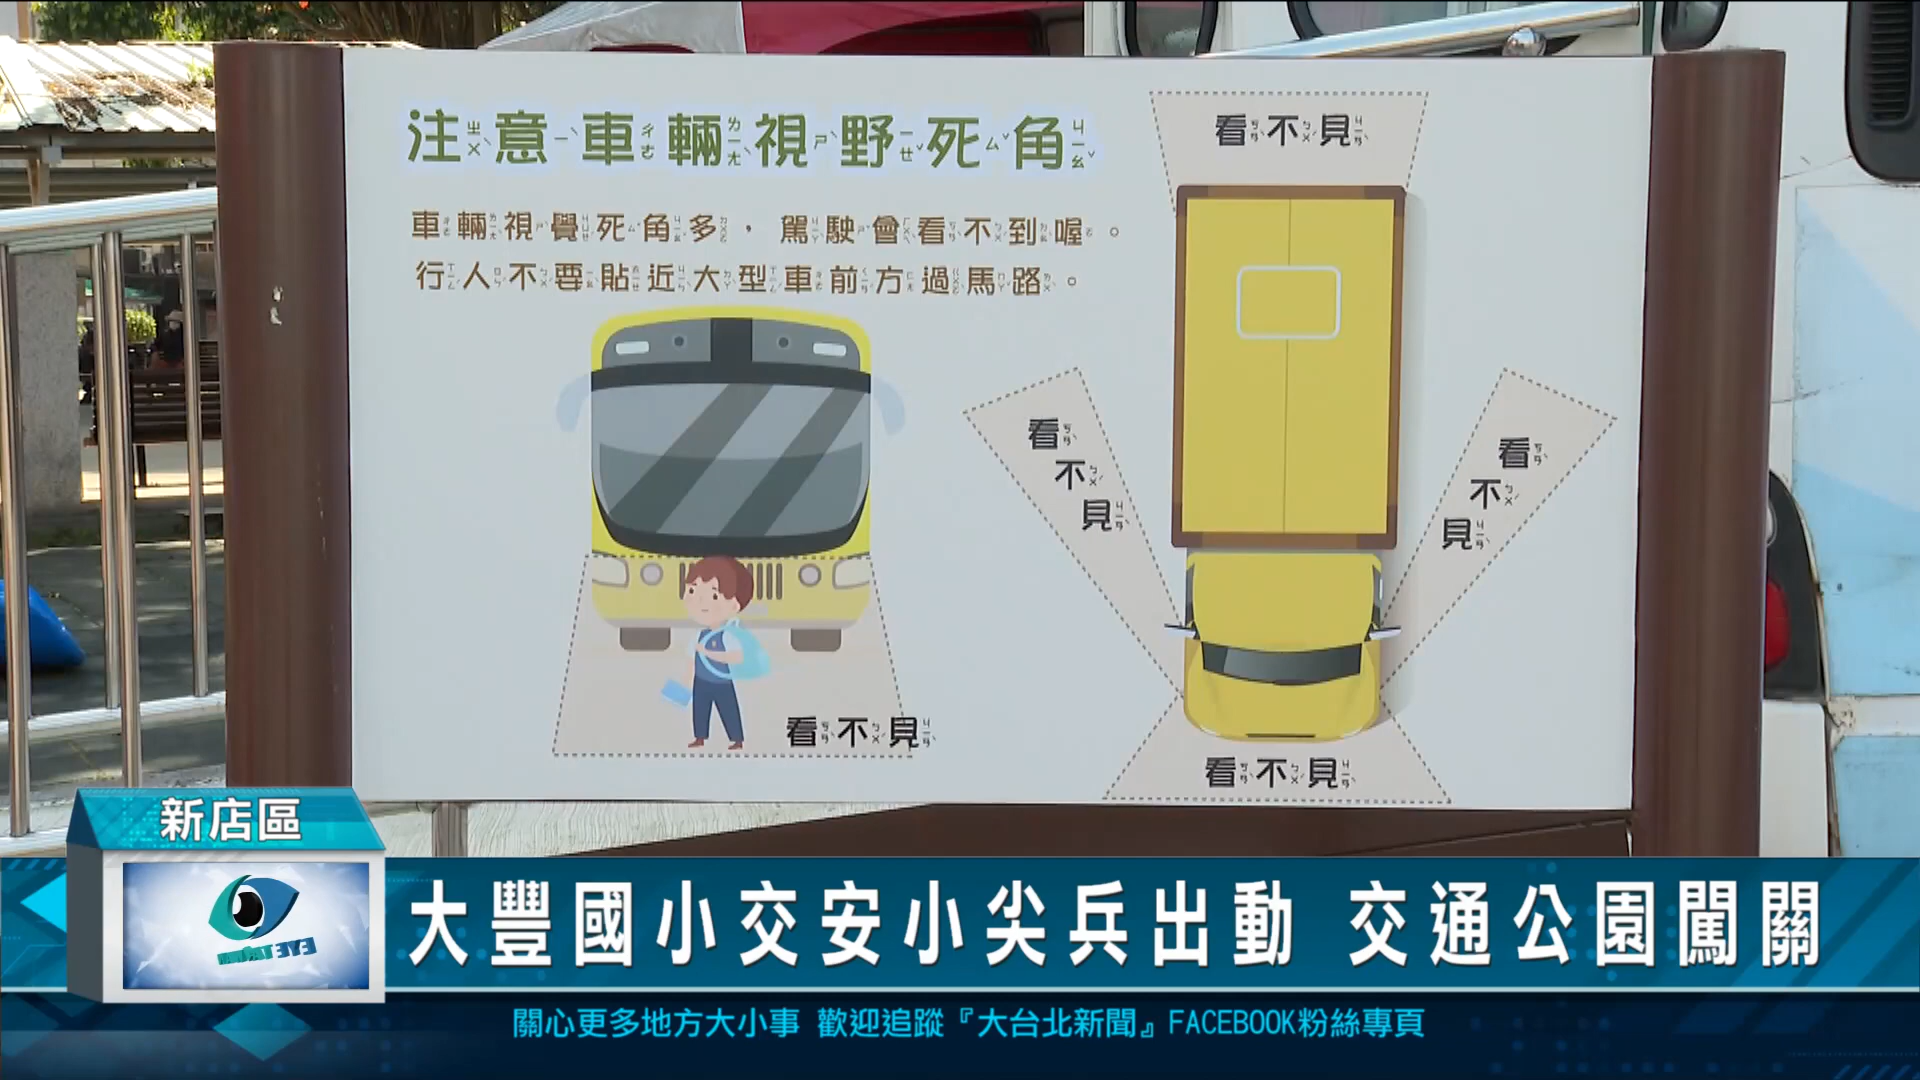 注意車輛視野死角
車輛視覺死角多，駕駛會看不到喔。
行人不要貼近大型車前方過馬路。
看不見
看不見
看不見
看不見
看不見
新店區
大豐國小交安小尖兵出動 交通公園闖關
關心更多地方大小事 歡迎追蹤『大台北新聞』FACEBOOK粉絲專頁